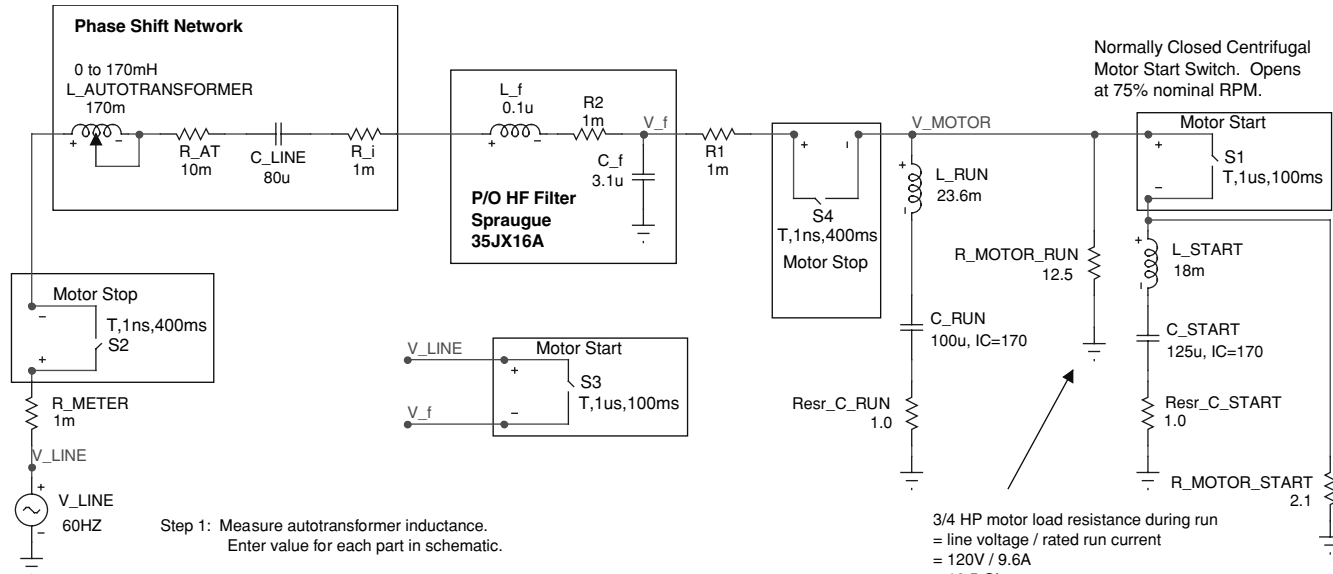 Phase Shift Network
0 to 170mH
L_AUTOTRANSFORMER
170m
+
-
R_AT
10m
C_LINE
80u
R_i
1m
L_f
0.1u
+
-
R2
1m
V_f
C_f
3.1u
P/O HF Filter
Spraugue
35JX16A
R1
1m
+
-
S4
T,1ns,400ms
Motor Stop
V_MOTOR
+
L_RUN
23.6m
-
C_RUN
100u, IC=170
Resr_C_RUN
1.0
R_MOTOR_RUN
12.5
Normally Closed Centrifugal
Motor Start Switch. Opens
at 75% nominal RPM.
Motor Start
+
S1
T,1us,100ms
-
+
L_START
18m
-
C_START
125u, IC=170
Resr_C_START
1.0
R_MOTOR_START
2.1
Motor Stop
-
T,1ns,400ms
S2
+
R_METER
1m
V_LINE
+
V_LINE
60HZ
-
V_LINE
V_f
Motor Start
+
S3
T,1us,100ms
-
Step 1: Measure autotransformer inductance.
Enter value for each part in schematic.
3/4 HP motor load resistance during run
= line voltage / rated run current
= 120V / 9.6A